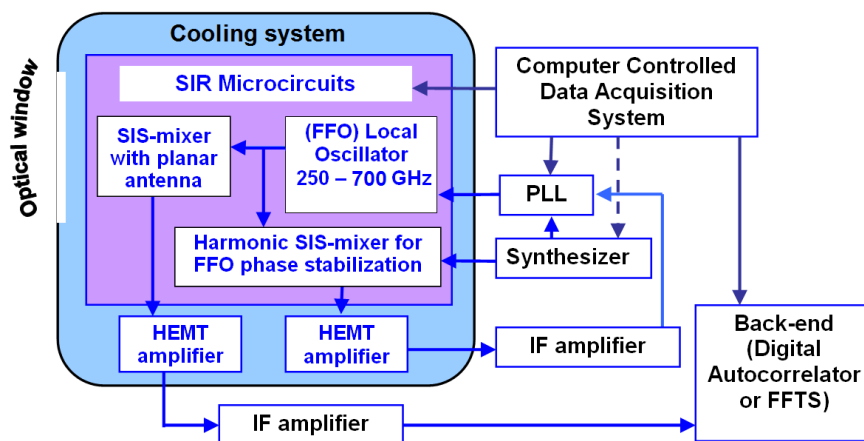 Cooling system
Optical window
SIR Microcircuits
Computer Controlled
Data Acquisition
System
SIS-mixer
with planar
antenna
(FFO) Local
Oscillator
250 – 700 GHz
PLL
Harmonic SIS-mixer for
FFO phase stabilization
Synthesizer
HEMT
amplifier
HEMT
amplifier
IF amplifier
Back-end
(Digital
Autocorrelator
or FFTS)
IF amplifier